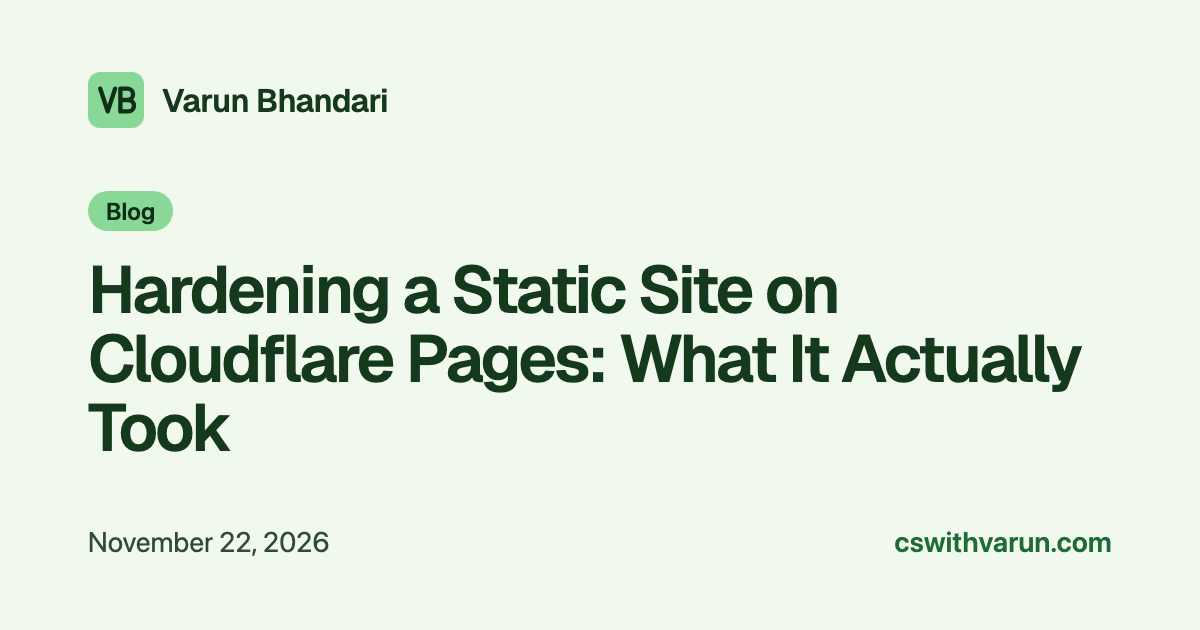 VB
Varun Bhandari
Blog
Hardening a Static Site on
Cloudflare Pages: What It Actually
Took
November 22, 2026
cswithvarun.com